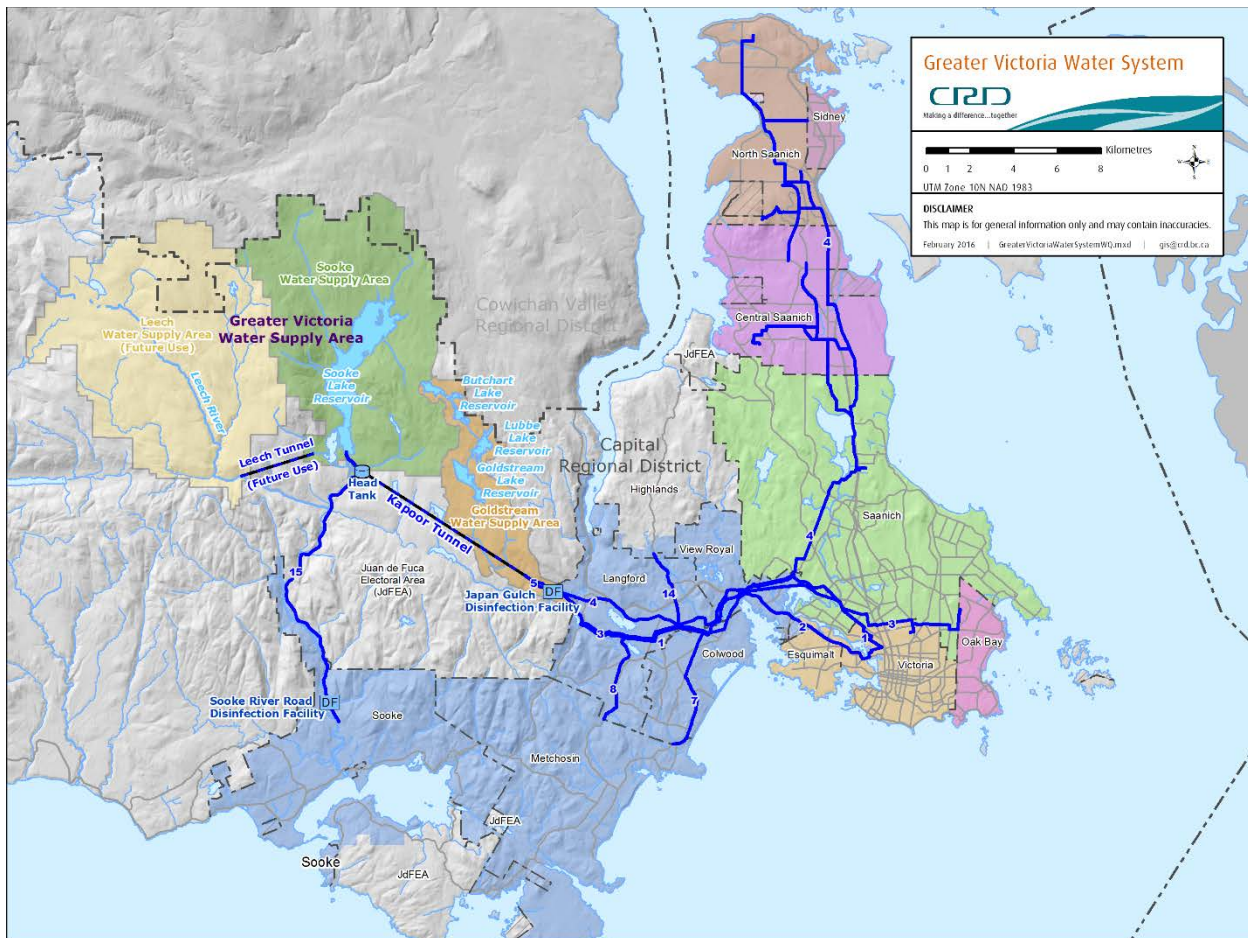 Greater Victoria Water System
CRD
Making a difference...together
Kilometres
0 1 2 4 6 8
N
W E
S
UTM Zone 10N NAD 1983
DISCLAIMER
This map is for general information only and may contain inaccuracies.
February 2016 | GreaterVictoriaWaterSystemWQ.mxd | gis@crd.bc.ca
Sidney
North Saanich
4
Central Saanich
JdFEA
Sooke
Water Supply Area
Greater Victoria
Water Supply Area
Leech
Water Supply Area
(Future Use)
Leech River
Sooke
Lake
Reservoir
Cowichan Valley
Regional District
Butchart
Lake
Reservoir
Lubbe
Lake
Reservoir
Goldstream
Lake
Reservoir
Goldstream
Water Supply Area
Capital
Regional District
Highlands
Leech Tunnel
(Future Use)
Head
Tank
Kapoor Tunnel
Saanich
4
View Royal
Langford
14
15
Juan de Fuca
Electoral Area
(JdFEA)
5
DF
Japan Gulch
Disinfection Facility
4
3
1
2
1
3
Oak Bay
Colwood
Esquimalt
Victoria
8
7
Sooke River Road
Disinfection Facility
DF
Sooke
Metchosin
JdFEA
Sooke
JdFEA